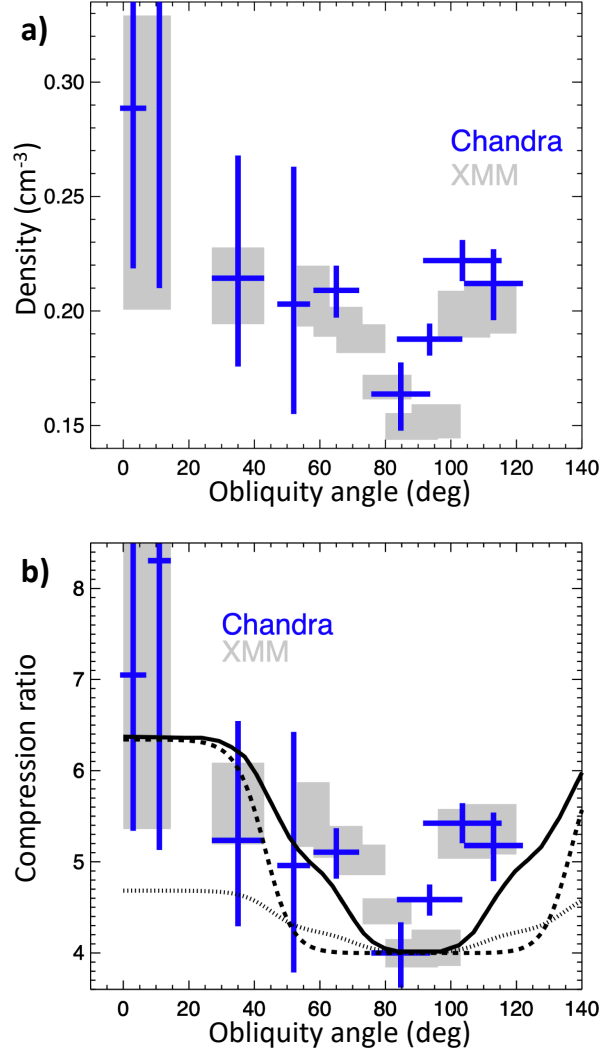 a)
0.30
0.25
0.20
0.15
Density (cm-3)
Chandra
XMM
0 20 40 60 80 100 120 140
Obliquity angle (deg)
b)
8
7
6
5
4
Compression ratio
Chandra
XMM
0 20 40 60 80 100 120 140
Obliquity angle (deg)